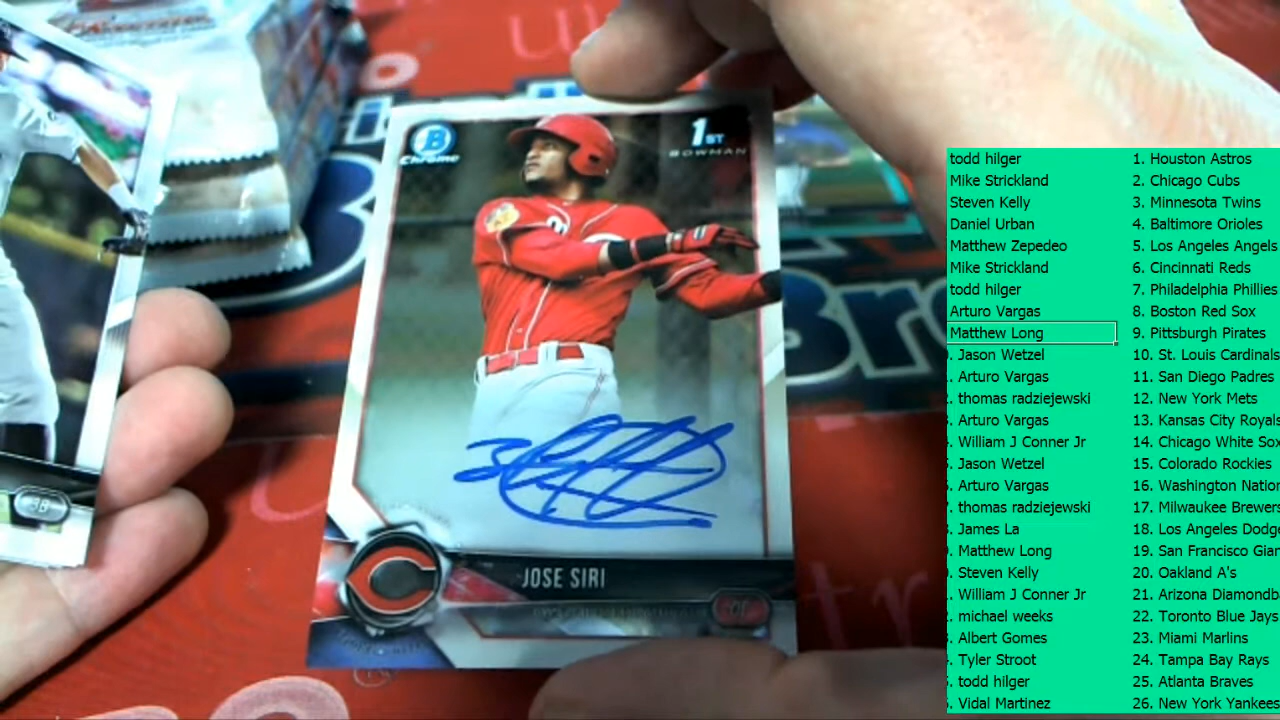 B
Chrome
1ST
BOWMAN
JOSE SIRI
OF
C
todd hilger 1. Houston Astros
Mike Strickland 2. Chicago Cubs
Steven Kelly 3. Minnesota Twins
Daniel Urban 4. Baltimore Orioles
Matthew Zepedeo 5. Los Angeles Angels
Mike Strickland 6. Cincinnati Reds
todd hilger 7. Philadelphia Phillies
Arturo Vargas 8. Boston Red Sox
Matthew Long 9. Pittsburgh Pirates
. Jason Wetzel 10. St. Louis Cardinals
. Arturo Vargas 11. San Diego Padres
. thomas radziejewski 12. New York Mets
. Arturo Vargas 13. Kansas City Royals
. William J Conner Jr 14. Chicago White Sox
. Jason Wetzel 15. Colorado Rockies
. Arturo Vargas 16. Washington Nation
. thomas radziejewski 17. Milwaukee Brewers
. James La 18. Los Angeles Dodge
. Matthew Long 19. San Francisco Gian
. Steven Kelly 20. Oakland A's
. William J Conner Jr 21. Arizona Diamondba
. michael weeks 22. Toronto Blue Jays
. Albert Gomes 23. Miami Marlins
. Tyler Stroot 24. Tampa Bay Rays
. todd hilger 25. Atlanta Braves
. Vidal Martinez 26. New York Yankees